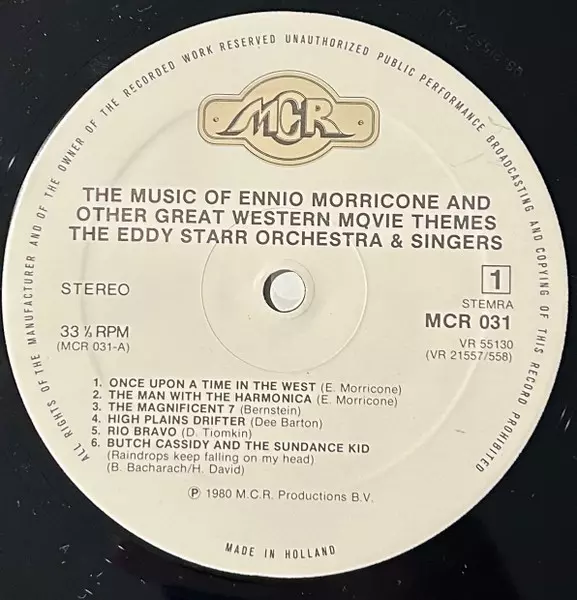 ALL RIGHTS OF THE MANUFACTURER AND OF THE OWNER OF THE RECORDED WORK RESERVED UNAUTHORIZED PUBLIC PERFORMANCE BROADCASTING AND COPYING OF THIS RECORD PROHIBITED
MCR
THE MUSIC OF ENNIO MORRICONE AND
OTHER GREAT WESTERN MQVIE THEMES
THE EDDY STARR ORCHESTRA & SINGERS
STEREO
1
STEMRA
33 ⅓ RPM
MCR 031
(MCR 031-A)
VR 55130
(VR 21557/558)
1. ONCE UPON A TIME IN THE WEST (E. Morricone)
2. THE MAN WITH THE HARMONICA (E. Morricone)
3. THE MAGNIFICENT 7 (Bernstein)
4. HIGH PLAINS DRIFTER (Dee Barton)
5. RIO BRAVO (D. Tiomkin)
6. BUTCH CASSIDY AND THE SUNDANCE KID
(Raindrops keep falling on my head)
(B. Bacharach/H. David)
℗ 1980 M.C.R. Productions B.V.
MADE IN HOLLAND